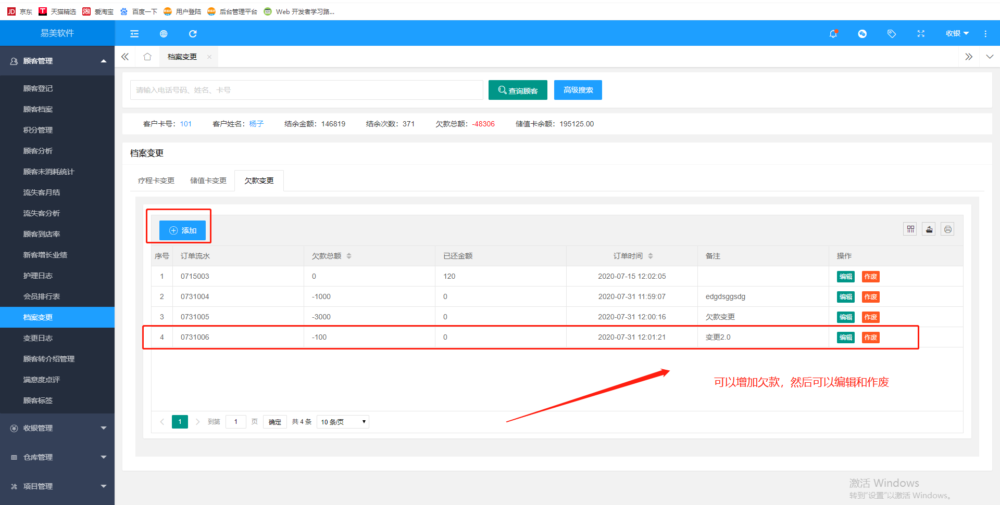 JD 京东 T 天猫精选 淘 爱淘宝 百度一下 用户登陆 后台管理平台 Web 开发者学习路...
易美软件 收银
顾客管理 档案变更
顾客登记
顾客档案
积分管理
顾客分析
顾客未消耗统计
流失客月结
流失客分析
顾客到店率
新客增长业绩
护理日志
会员排行表
档案变更
变更日志
顾客转介绍管理
满意度点评
顾客标签
收银管理
仓库管理
项目管理
请输入电话号码、姓名、卡号 查询顾客 高级搜索
客户卡号：101 客户姓名：杨子 结余金额：146819 结余次数：371 欠款总额：-48306 储值卡余额：195125.00
档案变更
疗程卡变更 储值卡变更 欠款变更
添加
序号 订单流水 欠款总额 已还金额 订单时间 备注 操作
1 0715003 0 120 2020-07-15 12:02:05 编辑 作废
2 0731004 -1000 0 2020-07-31 11:59:07 edgdsggsdg 编辑 作废
3 0731005 -3000 0 2020-07-31 12:00:16 欠款变更 编辑 作废
4 0731006 -100 0 2020-07-31 12:01:21 变更2.0 编辑 作废
可以增加欠款，然后可以编辑和作废
1 到第 1 页 确定 共 4 条 10 条/页
激活 Windows
转到“设置”以激活 Windows。